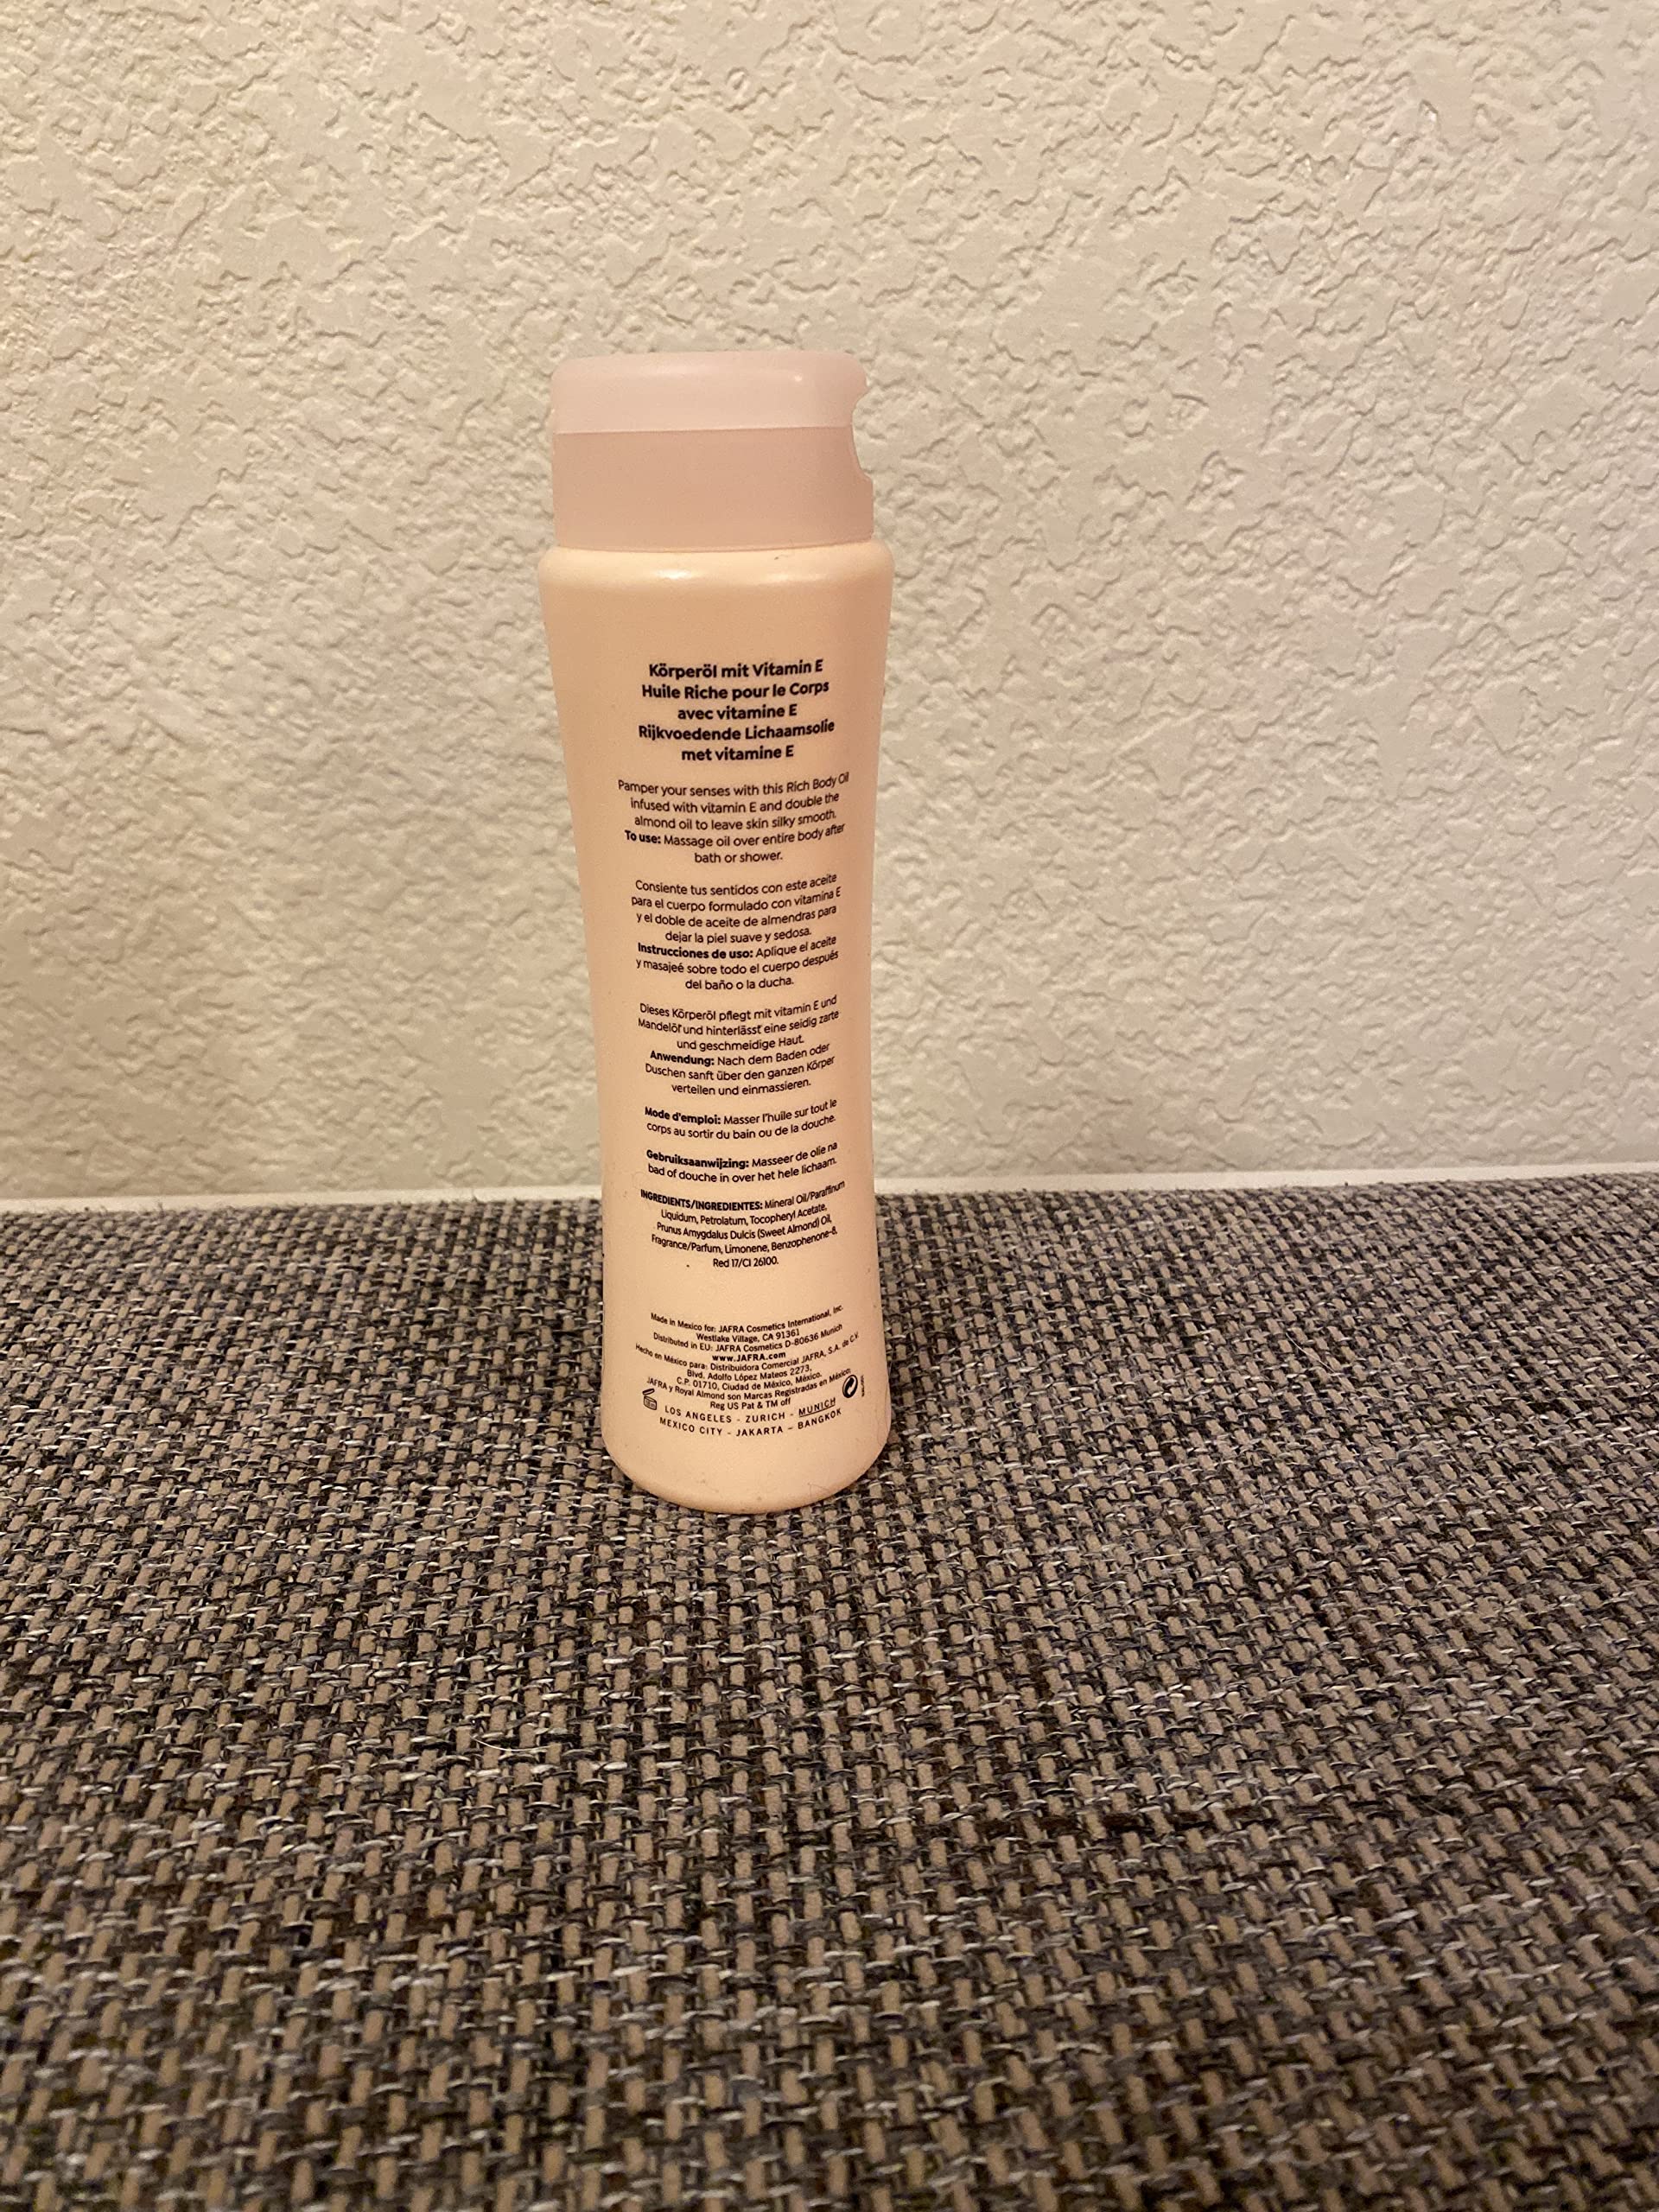 Körperöl mit Vitamin E
Huile Riche pour le Corps
avec vitamine E
Rijkvoedende Lichaamsolie
met vitamine E
Pamper your senses with this Rich Body Oil
infused with vitamin E and double the
almond oil to leave skin silky smooth.
To use: Massage oil over entire body after
bath or shower.
Consiente tus sentidos con este aceite
para el cuerpo formulado con vitamina E
y el doble de aceite de almendras para
dejar la piel suave y sedosa.
Instrucciones de uso: Aplique el aceite
y masajeé sobre todo el cuerpo después
del baño o la ducha.
Dieses Körperöl pflegt mit vitamin E und
Mandelöl und hinterlässt eine seidig zarte
und geschmeidige Haut.
Anwendung: Nach dem Baden oder
Duschen sanft über den ganzen Körper
verteilen und einmassieren.
Mode d'emploi: Masser l'huile sur tout le
corps au sortir du bain ou de la douche.
Gebruiksaanwijzing: Masseer de olie na
bad of douche in over het hele lichaam.
INGREDIENTS/INGREDIENTES: Mineral Oil/Paraffinum
Liquidum, Petrolatum, Tocopheryl Acetate,
Prunus Amygdalus Dulcis (Sweet Almond) Oil,
Fragrance/Parfum, Limonene, Benzophenone-8,
Red 17/CI 26100.
Made in Mexico for: JAFRA Cosmetics International, Inc.
Westlake Village, CA 91361
Distributed in EU: JAFRA Cosmetics D-80636 Munich
www.JAFRA.com
Hecho en México para: Distribuidora Comercial JAFRA, S.A. de C.V.
Blvd. Adolfo López Mateos 2273,
C.P. 01710, Ciudad de México, México.
JAFRA y Royal Almond son Marcas Registradas en México:
Reg US Pat & TM off
LOS ANGELES - ZURICH - MUNICH
MEXICO CITY - JAKARTA - BANGKOK